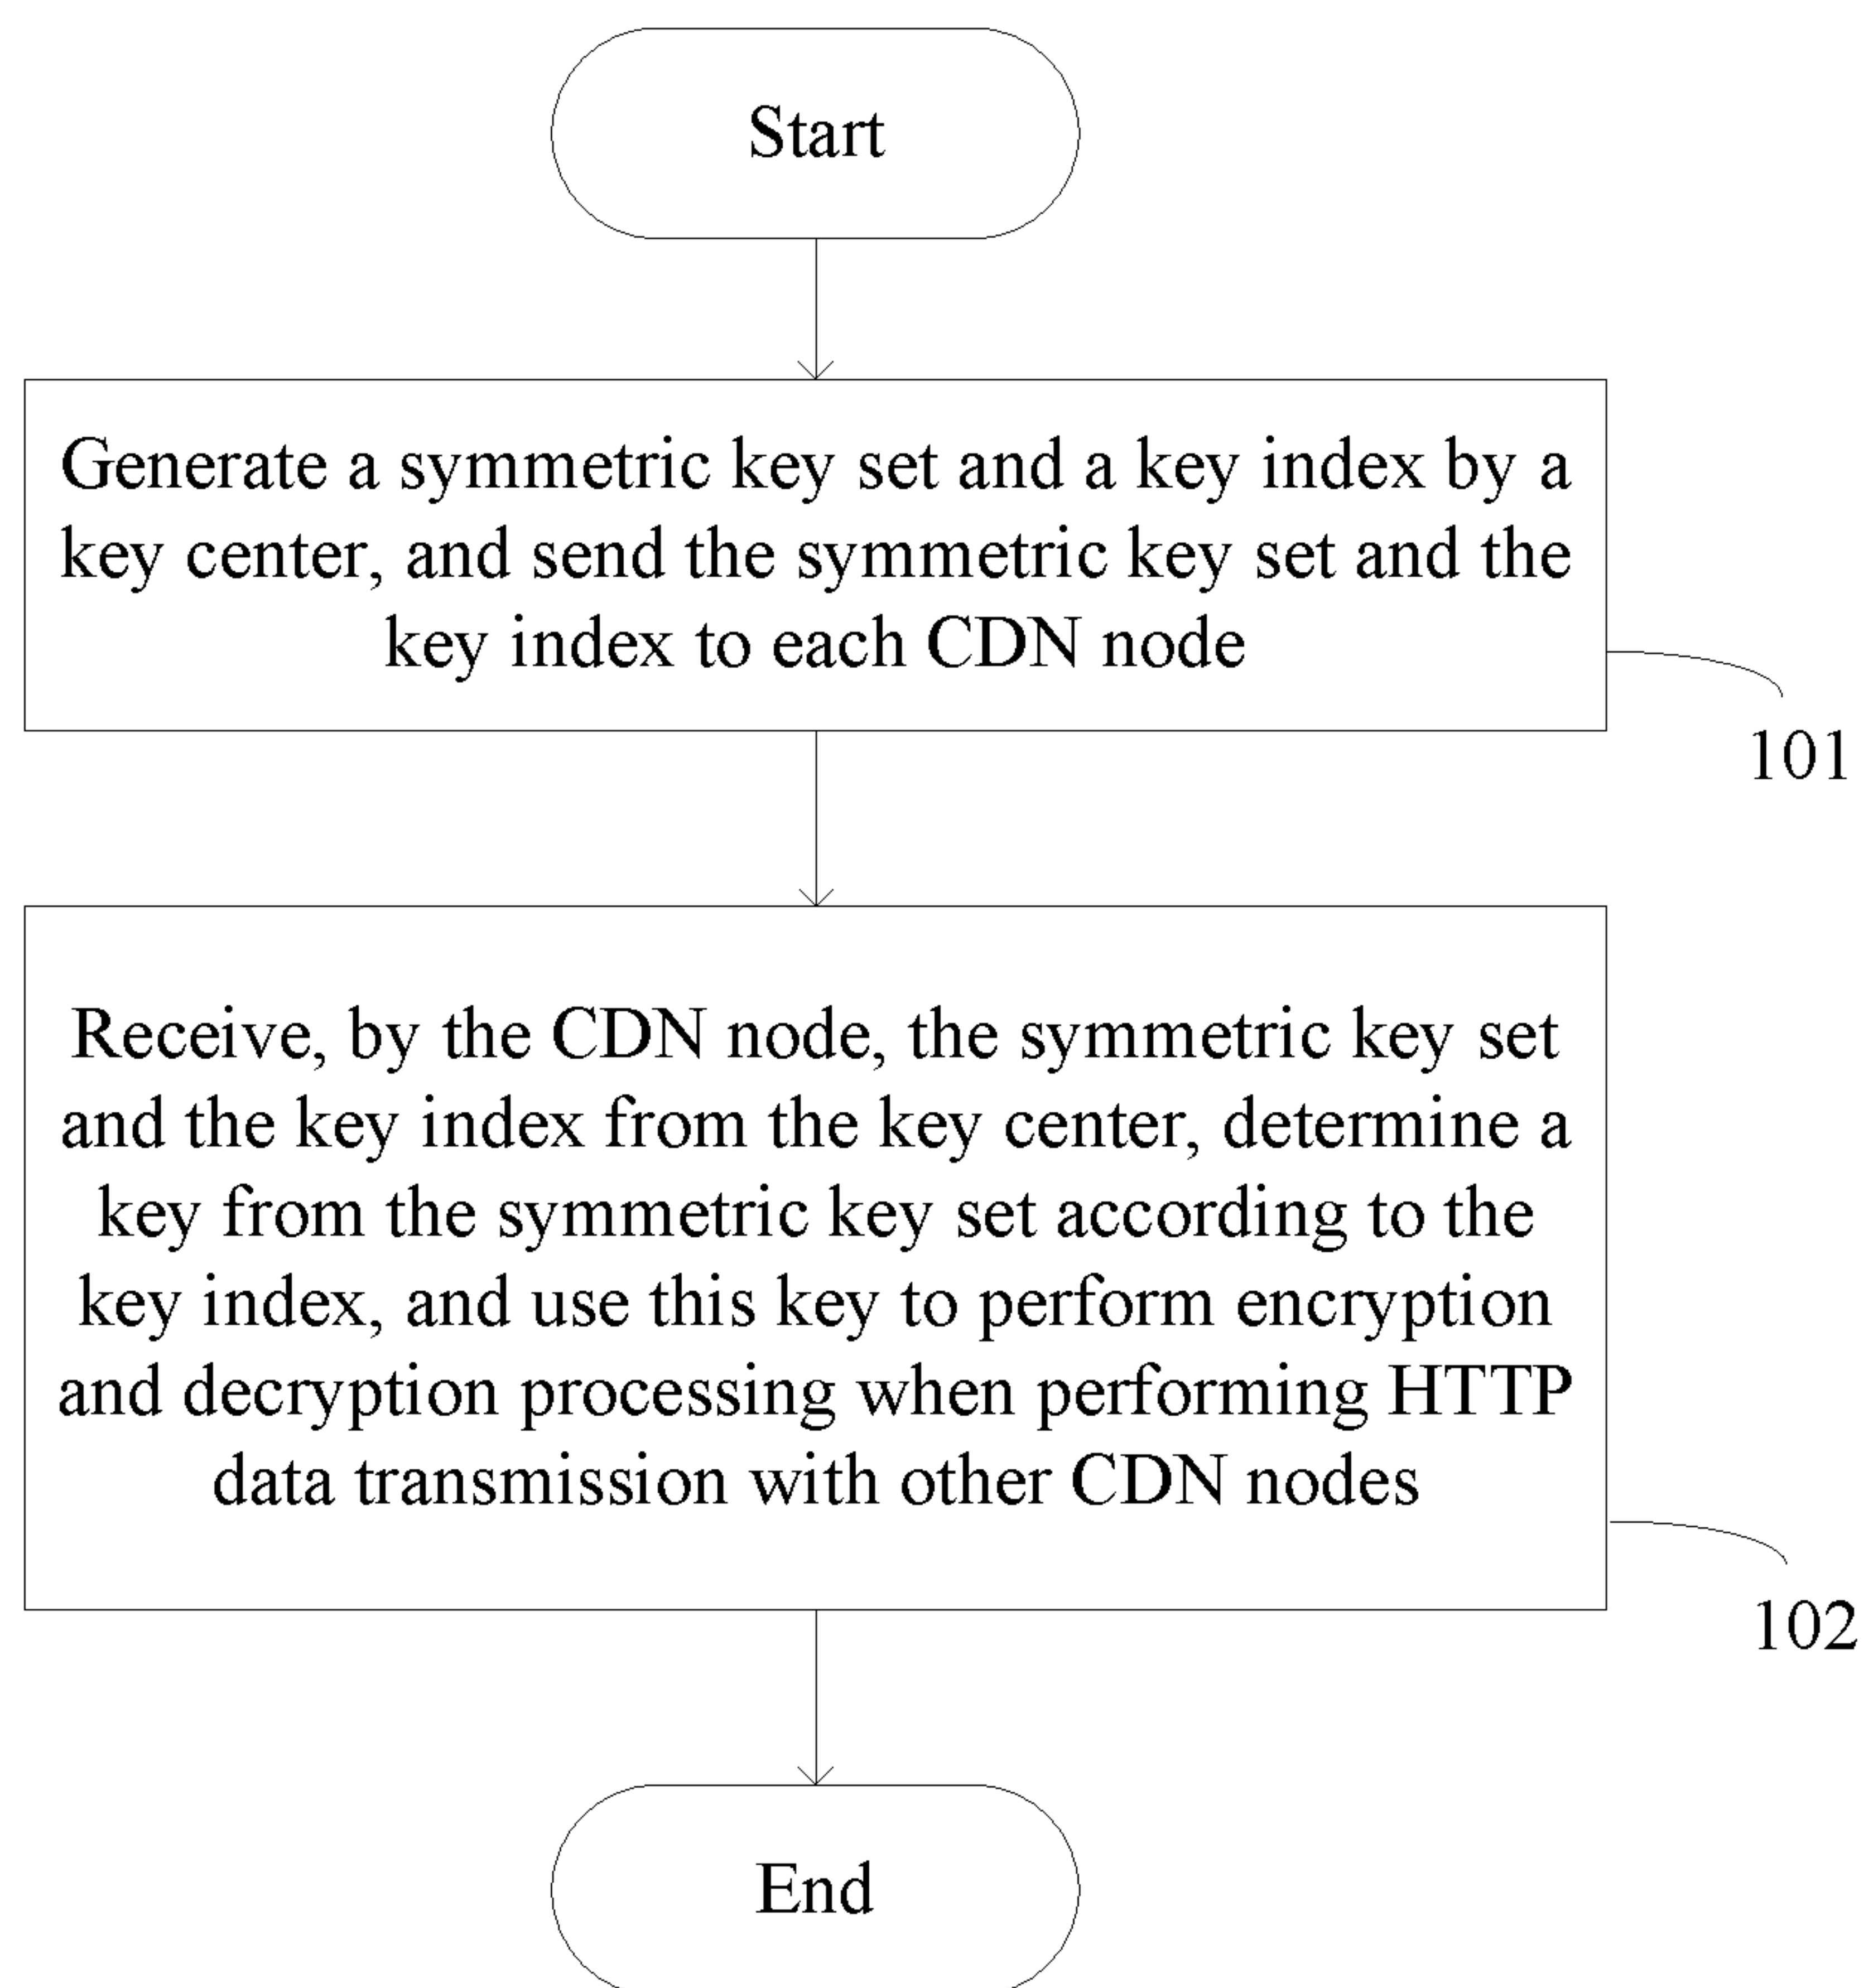 Start
Generate a symmetric key set and a key index by a
key center, and send the symmetric key set and the
key index to each CDN node
101
Receive, by the CDN node, the symmetric key set
and the key index from the key center, determine a
key from the symmetric key set according to the
key index, and use this key to perform encryption
and decryption processing when performing HTTP
data transmission with other CDN nodes
102
End